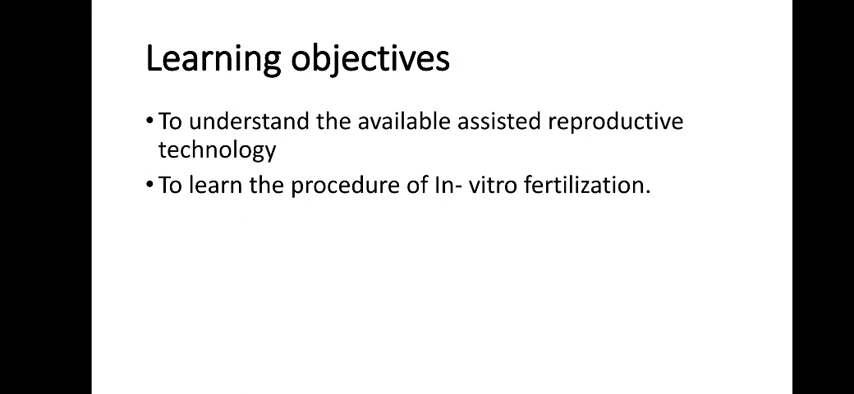 Learning objectives
•To understand the available assisted reproductive
technology
•To learn the procedure of In- vitro fertilization.